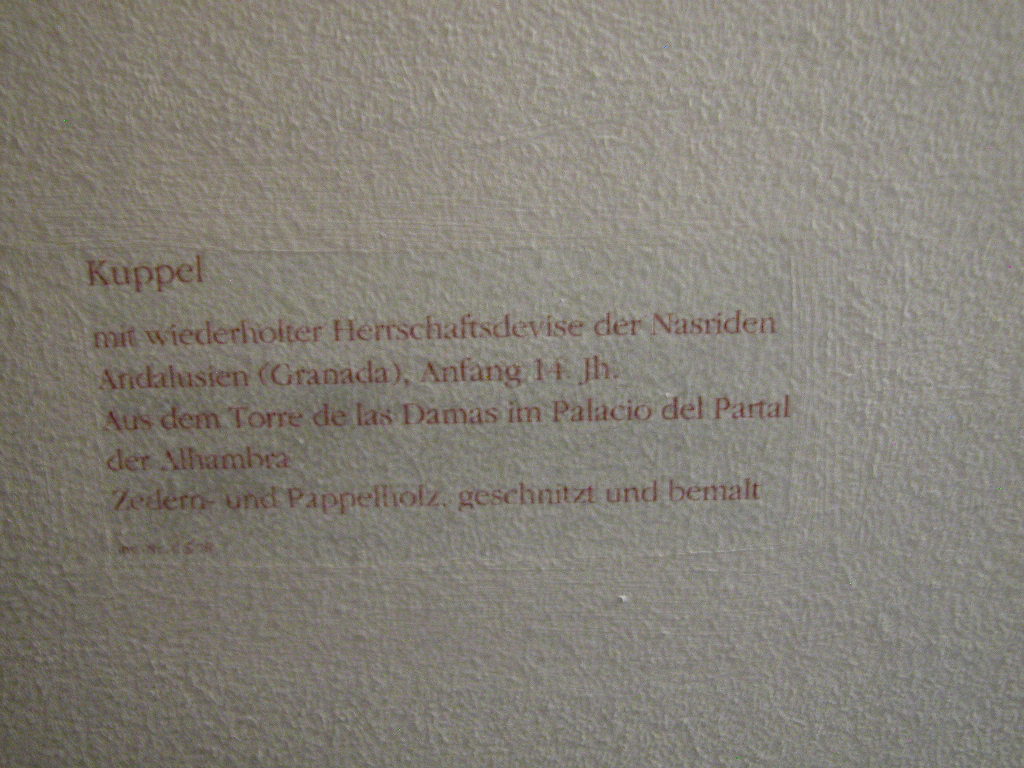 Kuppel
mit wiederholter Herrschaftsdevise der Nasriden
Andalusien (Granada), Anfang 14. Jh.
Aus dem Torre de las Damas im Palacio del Partal
der Alhambra
Zedern- und Pappelholz, geschnitzt und bemalt